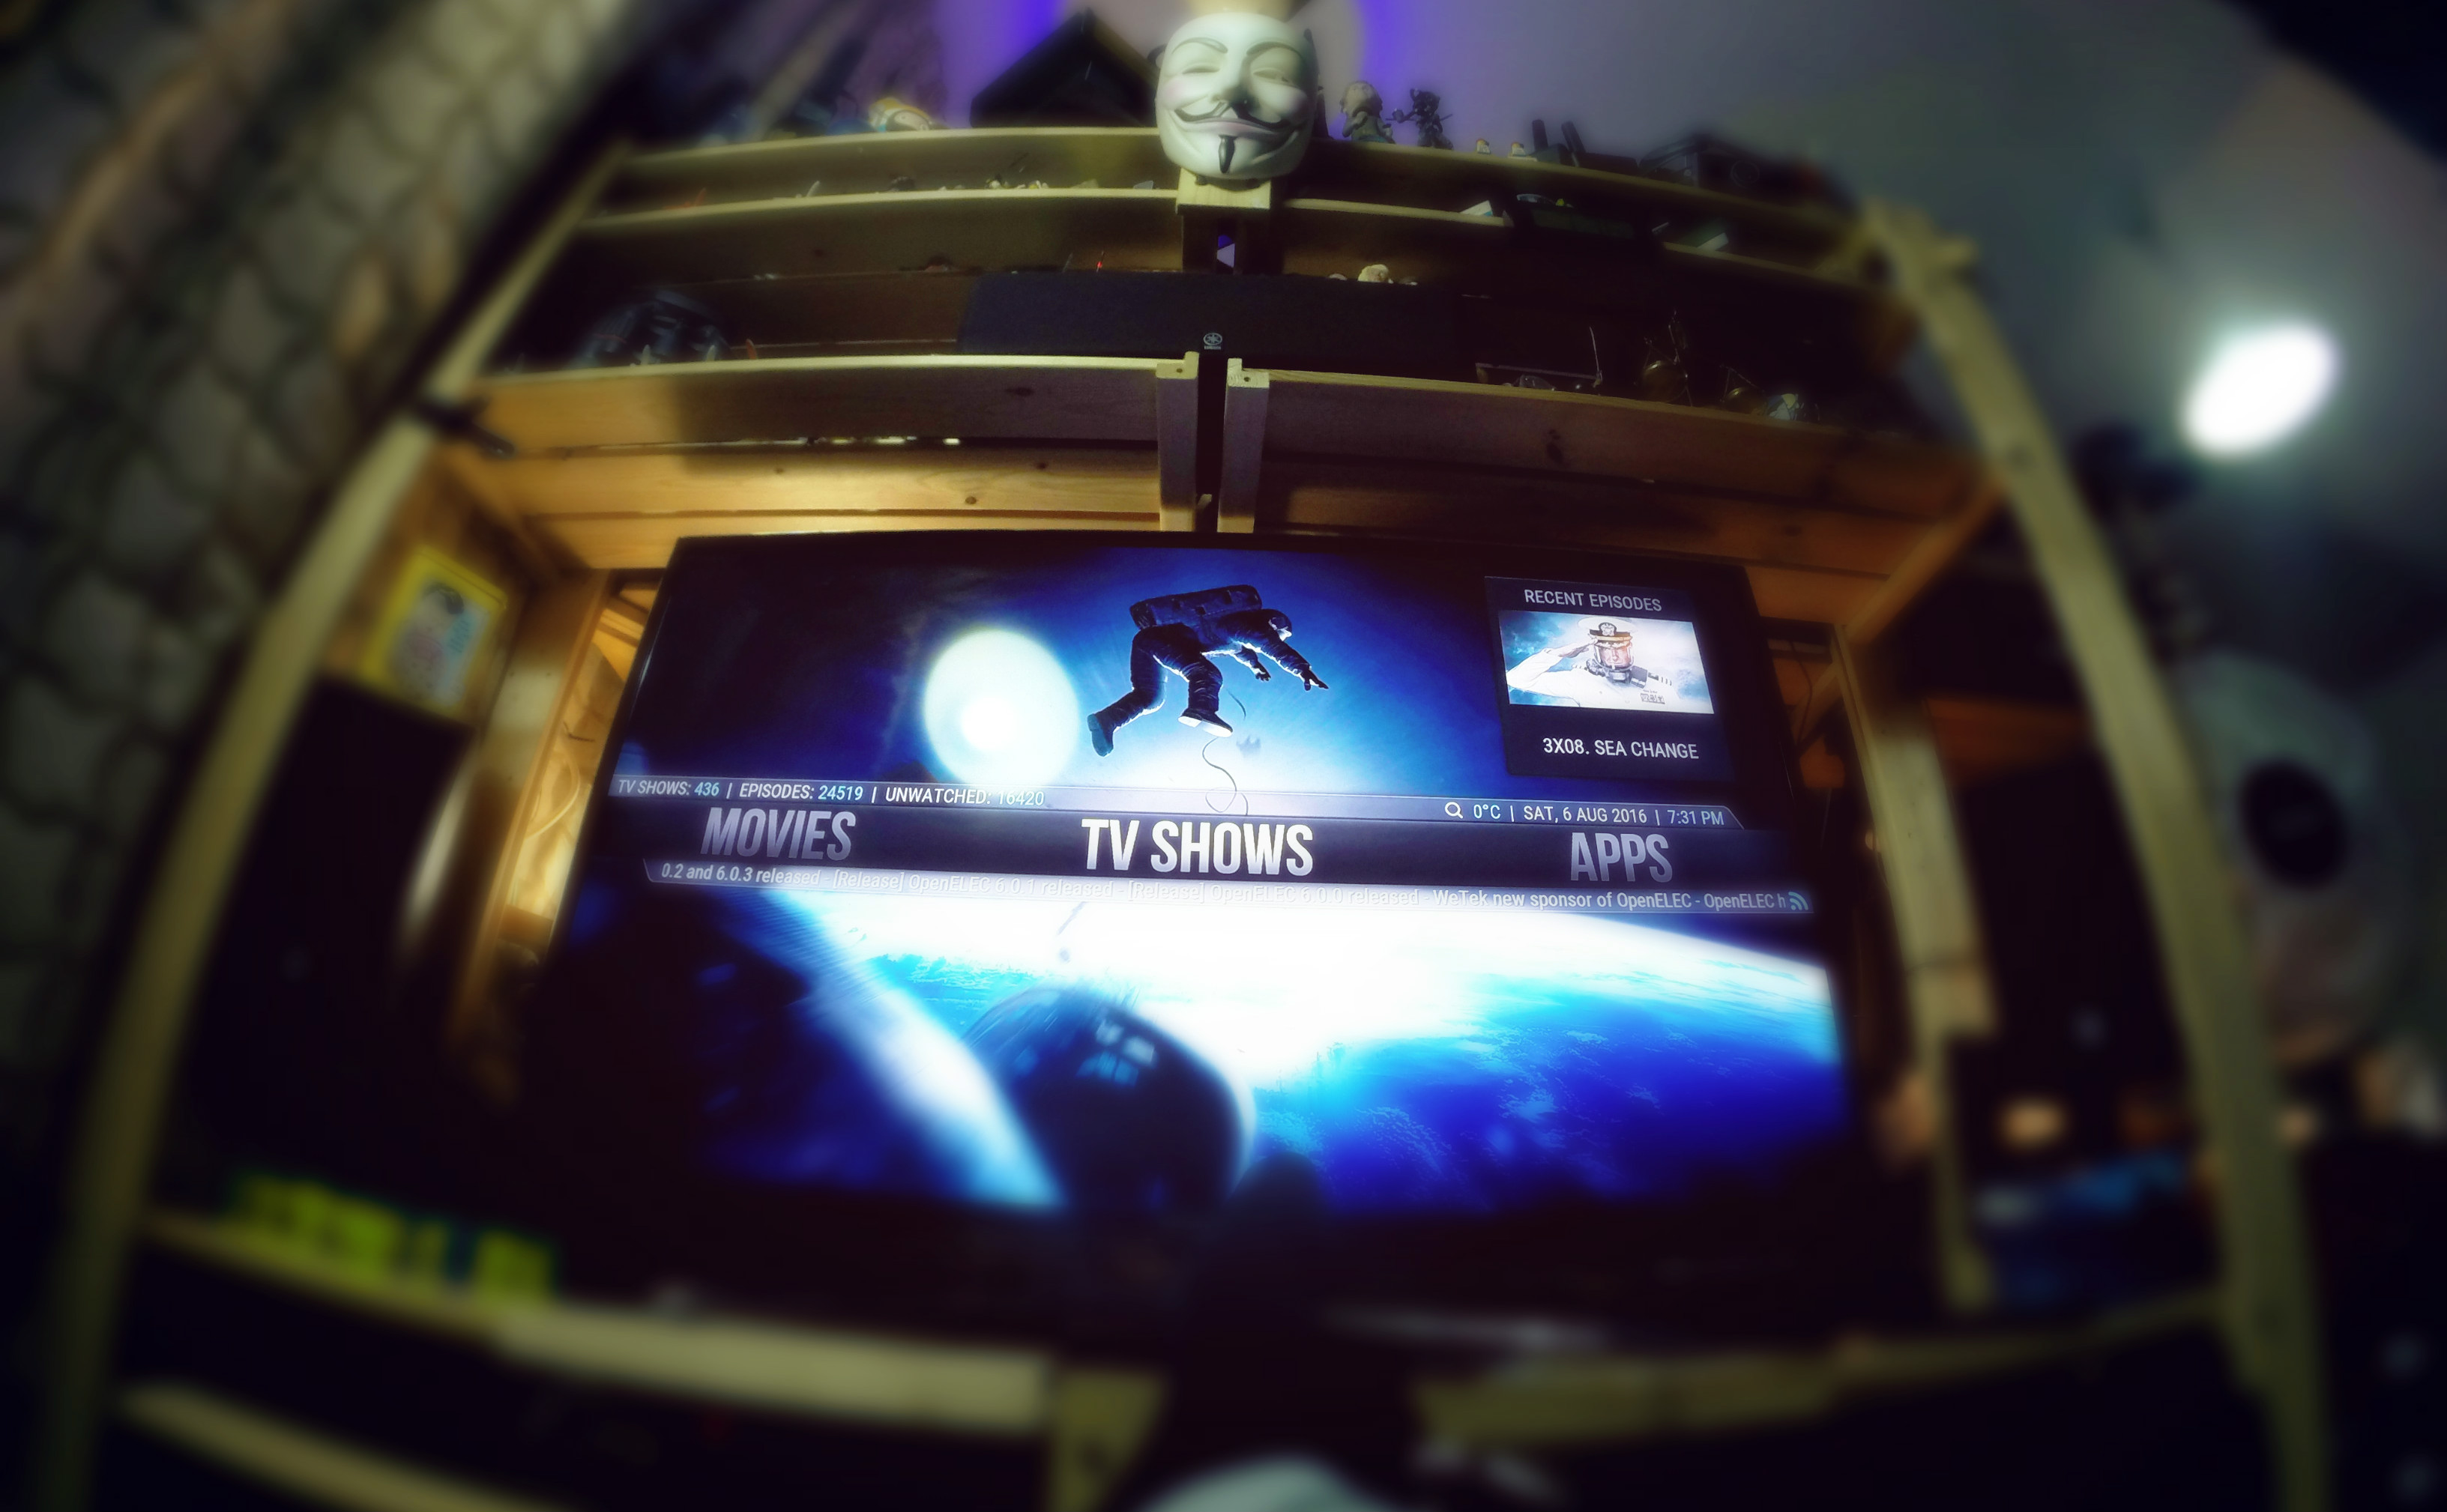 RECENT EPISODES
3X08. SEA CHANGE
TV SHOWS: 436 | EPISODES: 24519 | UNWATCHED: 16420
0°C | SAT, 6 AUG 2016 | 7:31 PM
MOVIES TV SHOWS APPS
0.2 and 6.0.3 released - [Release] OpenELEC 6.0.1 released - [Release] OpenELEC 6.0.0 released - WeTek new sponsor of OpenELEC - OpenELEC h